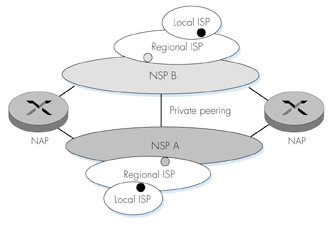 Local ISP
Regional ISP
NSP B
Private peering
NAP
NAP
NSP A
Regional ISP
Local ISP